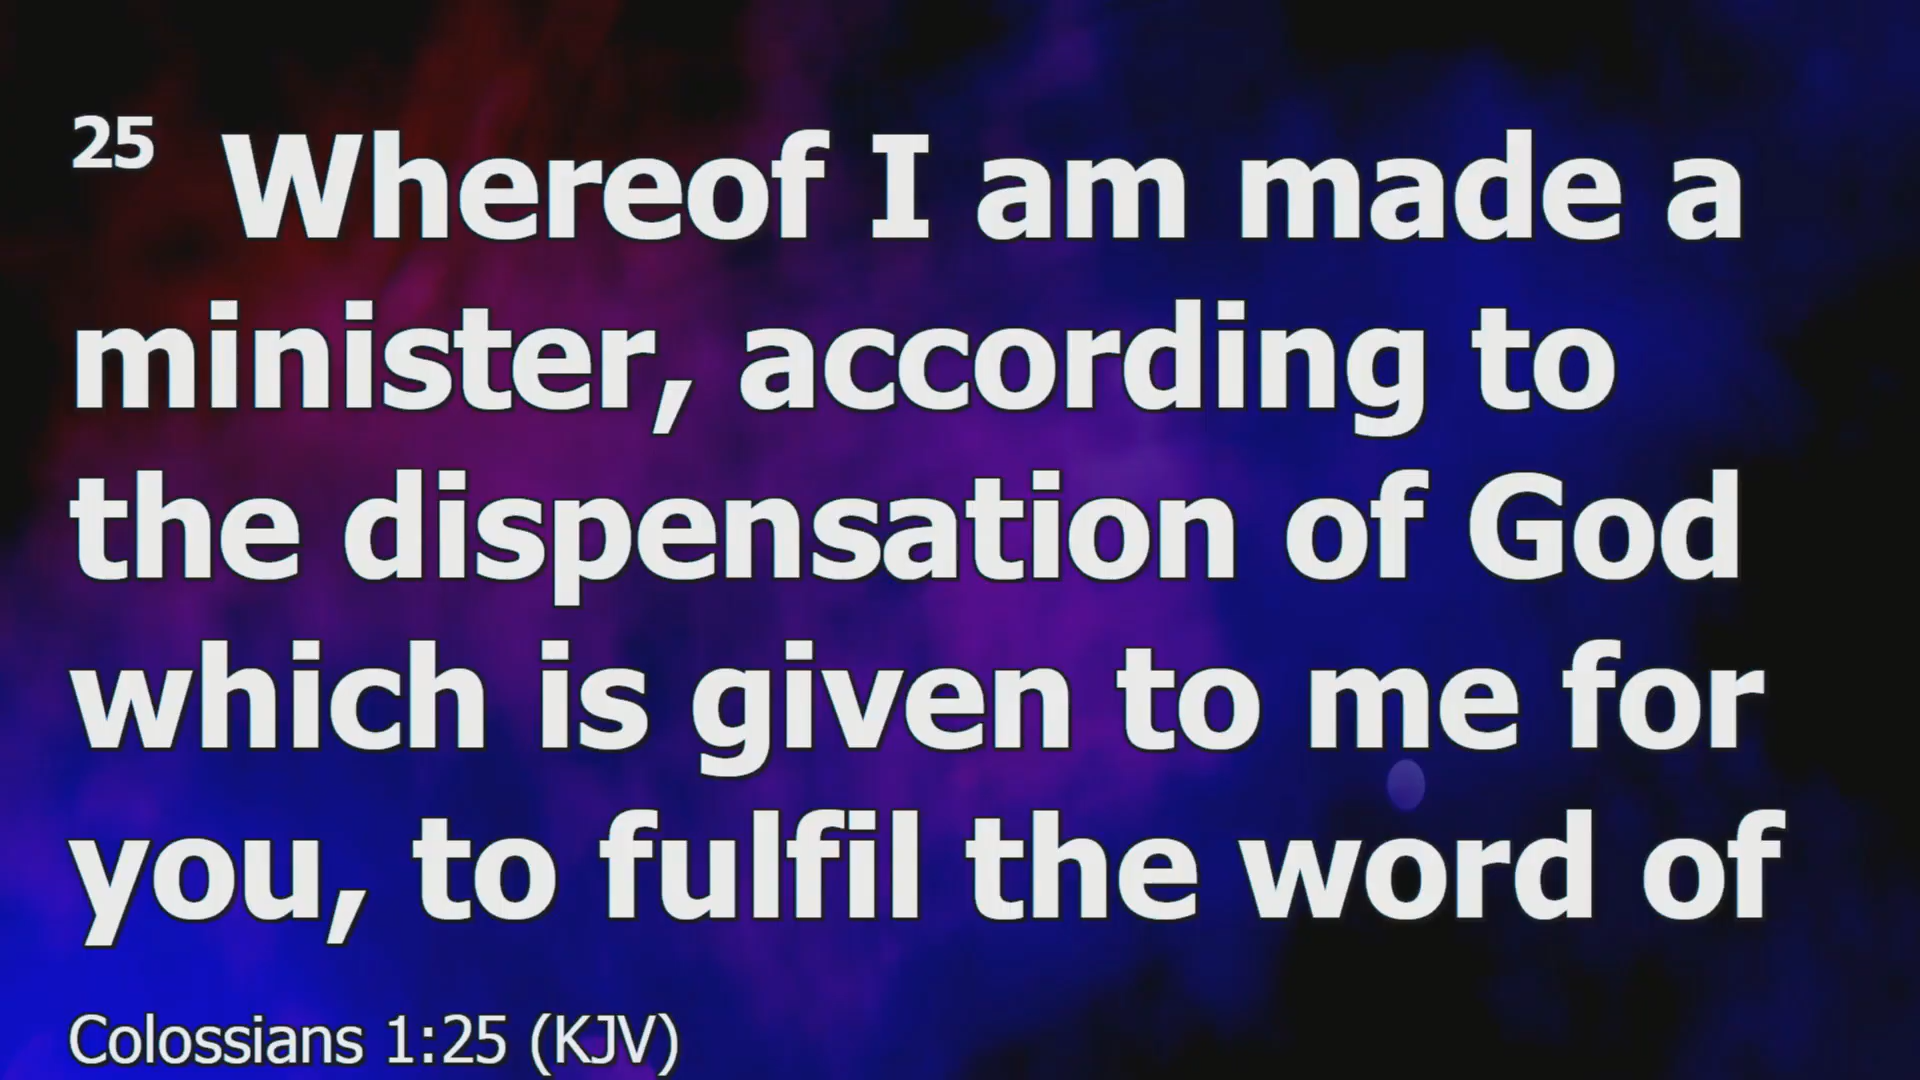 25 Whereof I am made a
minister, according to
the dispensation of God
which is given to me for
you, to fulfil the word of
Colossians 1:25 (KJV)